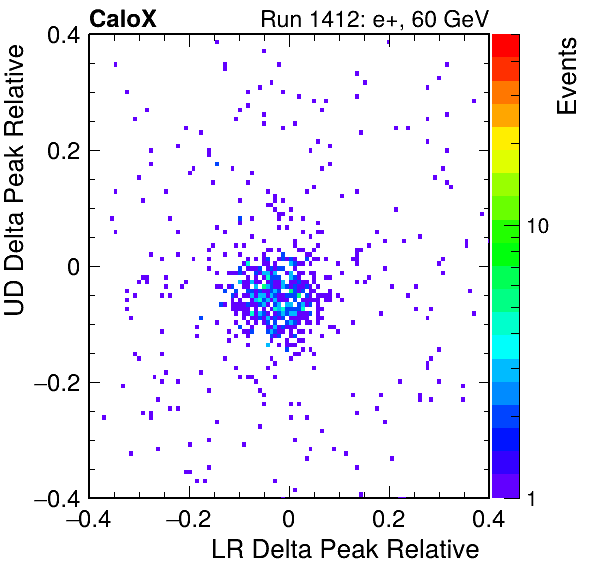 CaloX Run 1412: e+, 60 GeV
UD Delta Peak Relative
0.4
0.2
0
−0.2
−0.4
−0.4 −0.2 0 0.2 0.4
LR Delta Peak Relative
Events
10
1